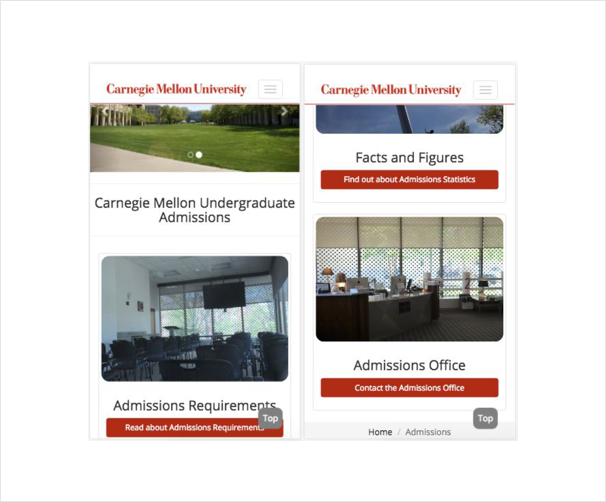 Carnegie Mellon University
Carnegie Mellon Undergraduate
Admissions
Admissions Requirements
Read about Admissions Requirements
Top
Carnegie Mellon University
Facts and Figures
Find out about Admissions Statistics
Admissions Office
Contact the Admissions Office
Top
Home / Admissions